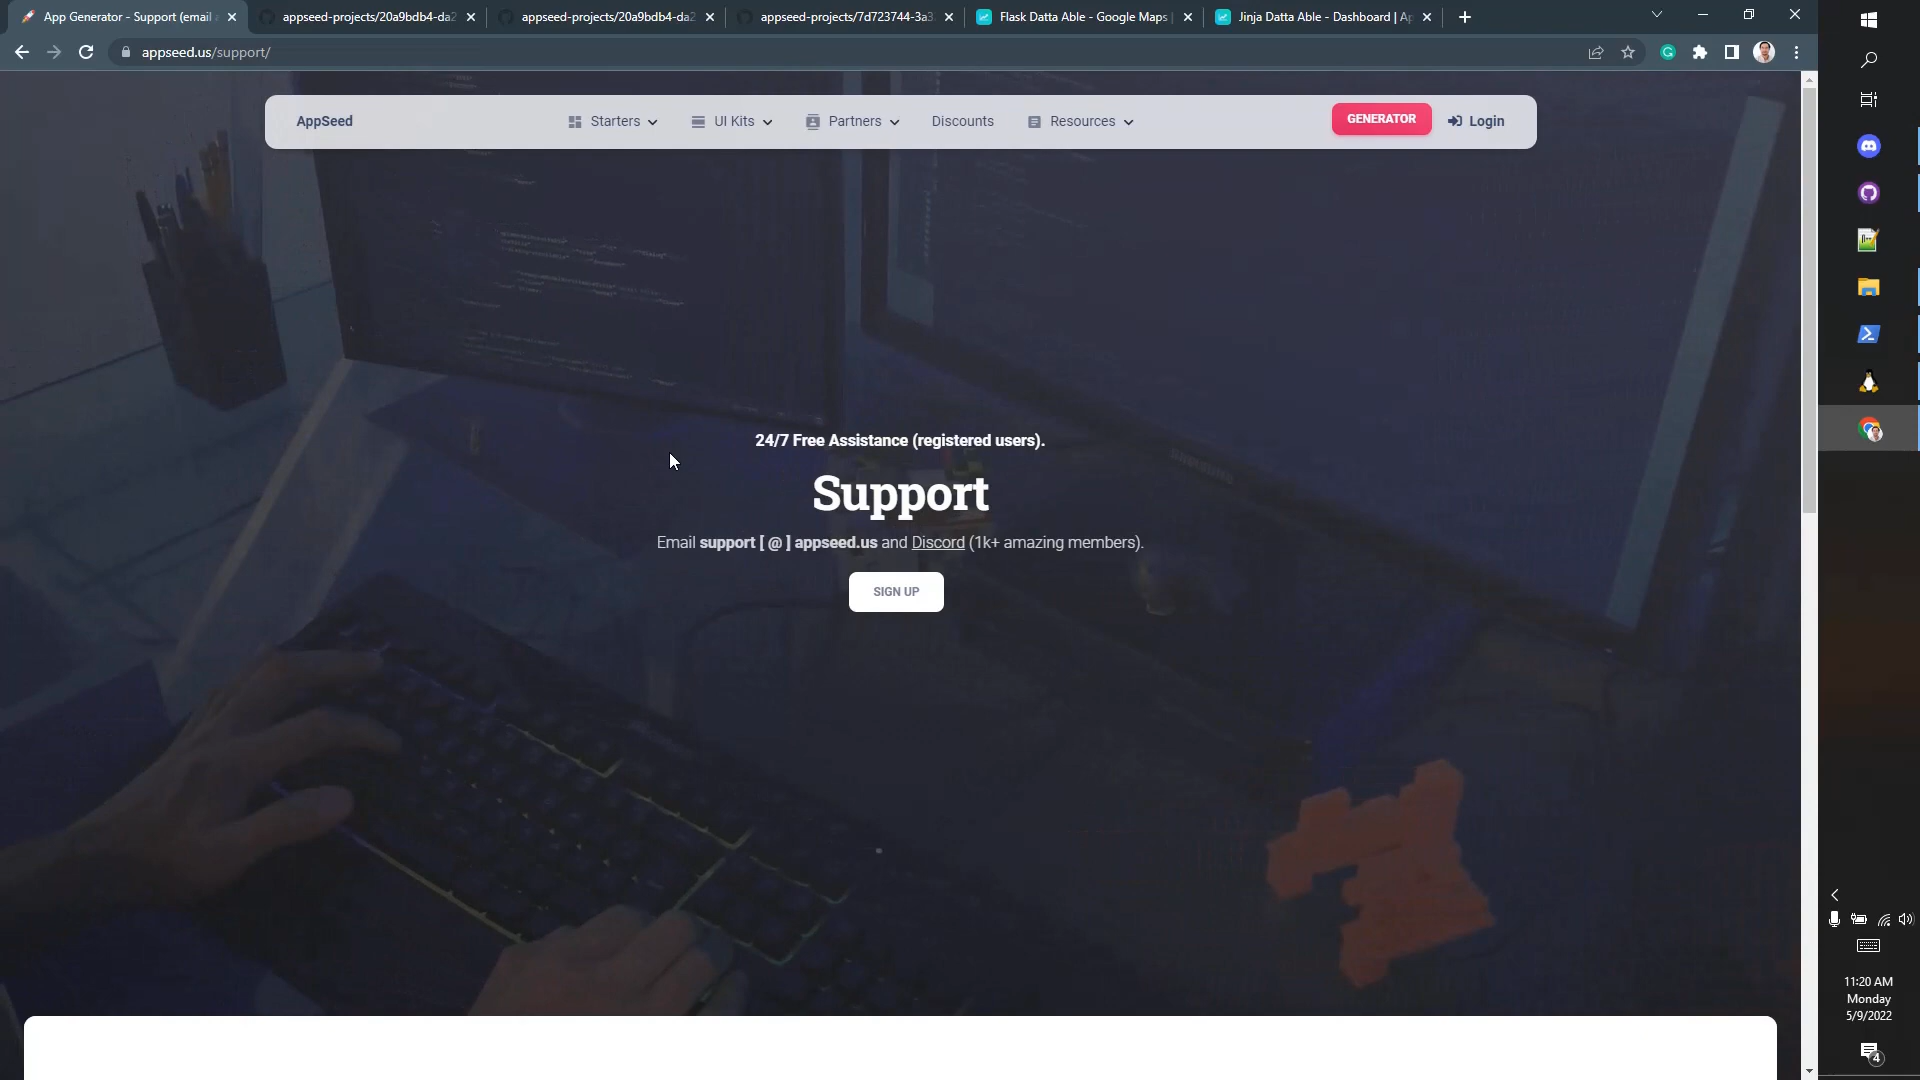 App Generator - Support (email
appseed-projects/20a9bdb4-da2
appseed-projects/20a9bdb4-da2
appseed-projects/7d723744-3a3
Flask Datta Able - Google Maps |
Jinja Datta Able - Dashboard | Ap
appseed.us/support/
AppSeed
Starters
UI Kits
Partners
Discounts
Resources
GENERATOR
Login
24/7 Free Assistance (registered users).
Support
Email support [ @ ] appseed.us and Discord (1k+ amazing members).
SIGN UP
11:20 AM
Monday
5/9/2022
4